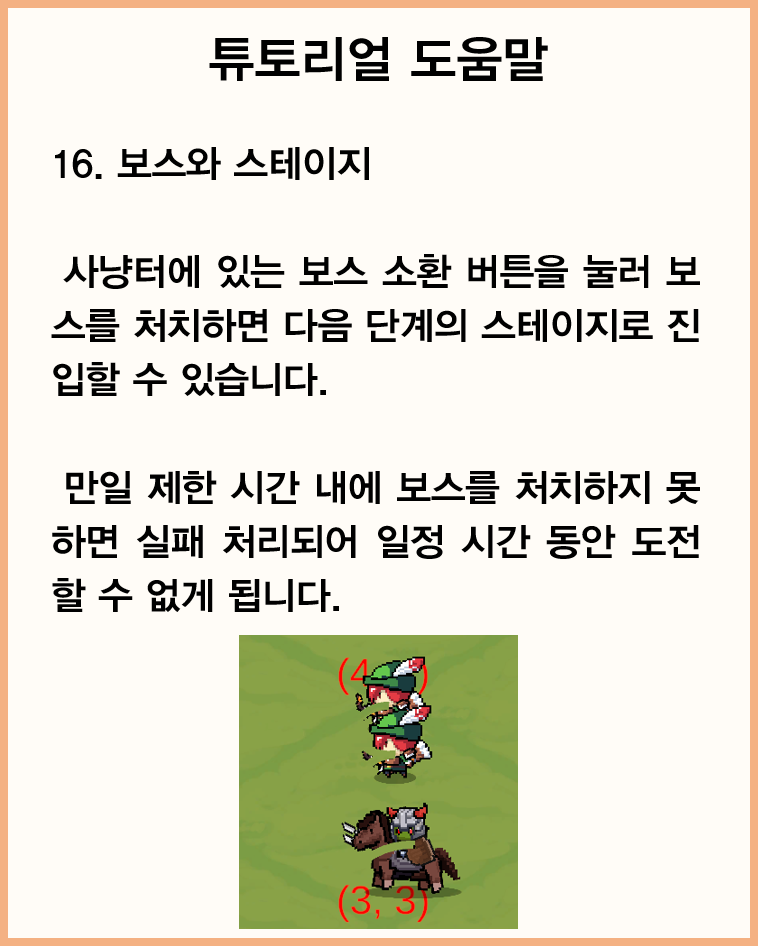 튜토리얼 도움말
16. 보스와 스테이지
사냥터에 있는 보스 소환 버튼을 눌러 보
스를 처치하면 다음 단계의 스테이지로 진
입할 수 있습니다.
만일 제한 시간 내에 보스를 처치하지 못
하면 실패 처리되어 일정 시간 동안 도전
할 수 없게 됩니다.
(3, 3)